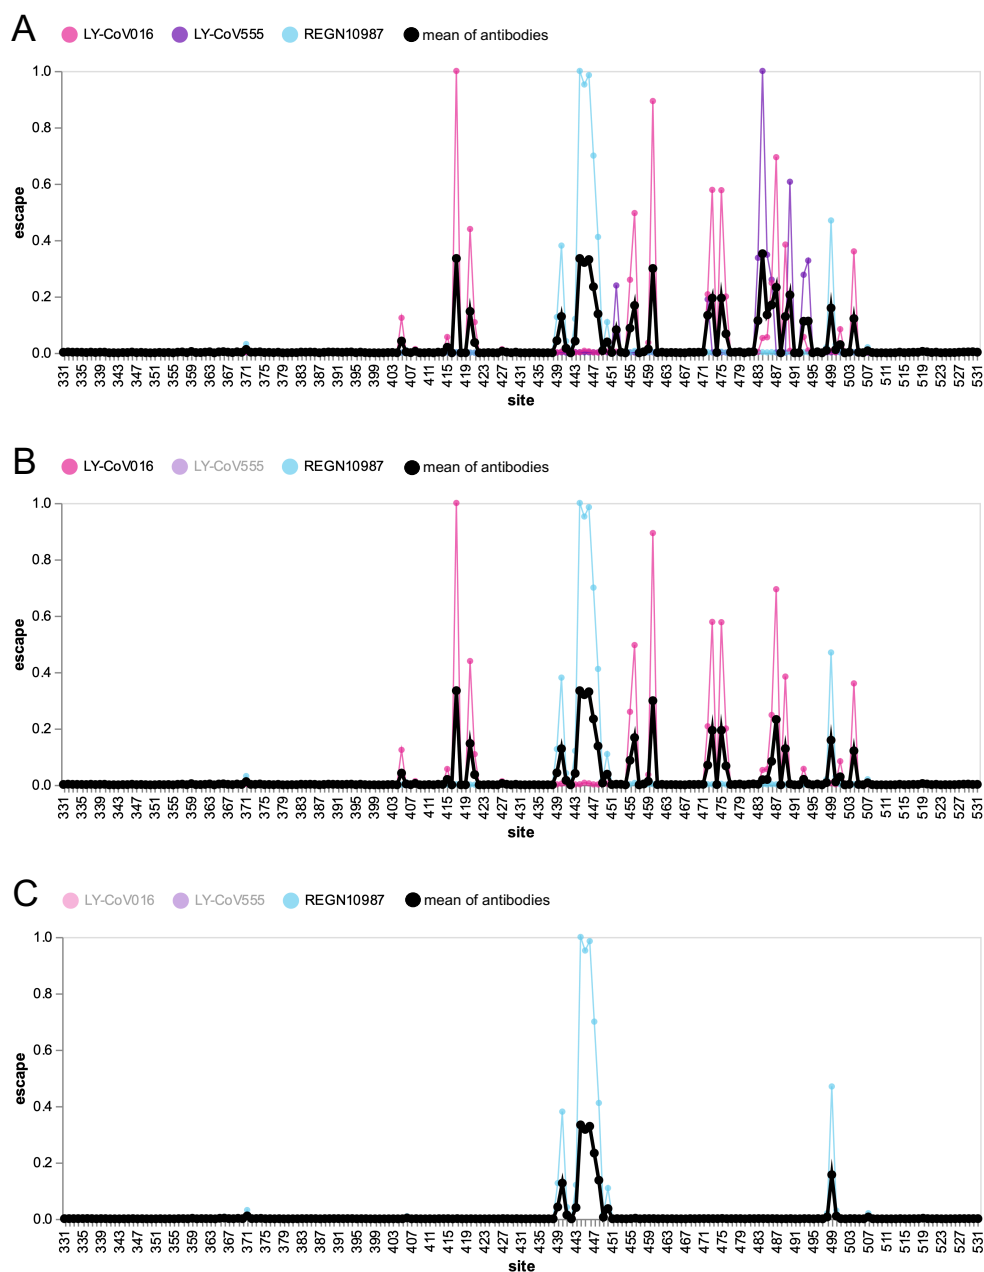 A
LY-CoV016 LY-CoV555 REGN10987 mean of antibodies
1.0
0.8
0.6
0.4
0.2
0.0
escape
331 335 339 343 347 351 355 359 363 367 371 375 379 383 387 391 395 399 403 407 411 415 419 423 427 431 435 439 443 447 451 455 459 463 467 471 475 479 483 487 491 495 499 503 507 511 515 519 523 527 531
site
B
LY-CoV016 LY-CoV555 REGN10987 mean of antibodies
1.0
0.8
0.6
0.4
0.2
0.0
escape
331 335 339 343 347 351 355 359 363 367 371 375 379 383 387 391 395 399 403 407 411 415 419 423 427 431 435 439 443 447 451 455 459 463 467 471 475 479 483 487 491 495 499 503 507 511 515 519 523 527 531
site
C
LY-CoV016 LY-CoV555 REGN10987 mean of antibodies
1.0
0.8
0.6
0.4
0.2
0.0
escape
331 335 339 343 347 351 355 359 363 367 371 375 379 383 387 391 395 399 403 407 411 415 419 423 427 431 435 439 443 447 451 455 459 463 467 471 475 479 483 487 491 495 499 503 507 511 515 519 523 527 531
site